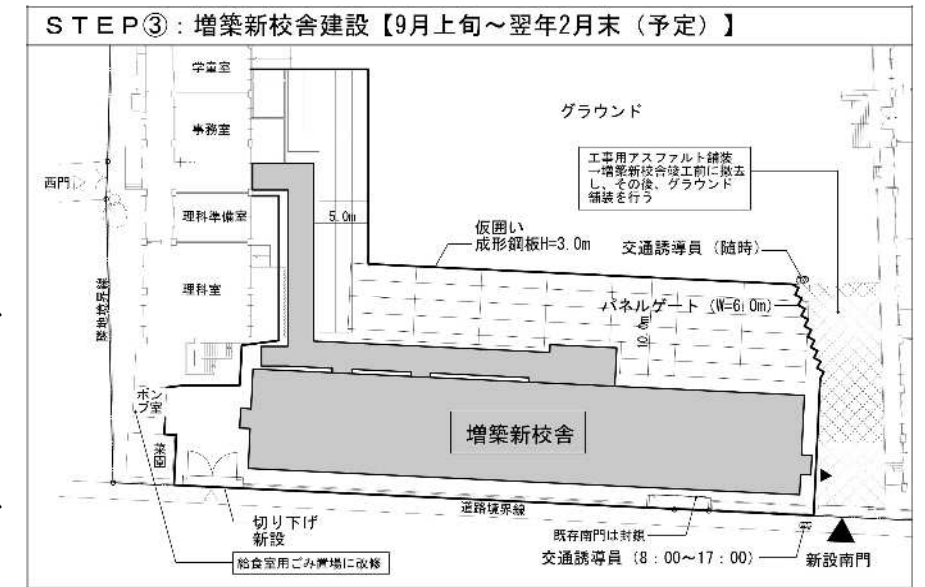 STEP③：増築新校舎建設【9月上旬～翌年2月末（予定）】
学童室
グラウンド
事務室
工事用アスファルト舗装
→増築新校舎竣工前に撤去
し、その後、グラウンド
舗装を行う
西門
理科準備室
5.0m
仮囲い
成形鋼板H=3.0m
交通誘導員（随時）
理科室
パネルゲート（W=6.0m）
10.0m
隣地境界線
ポン
プ室
増築新校舎
菜園
道路境界線
切り下げ
新設
既存南門は封鎖
給食室用ごみ置場に改修
交通誘導員（8：00～17：00）
新設南門